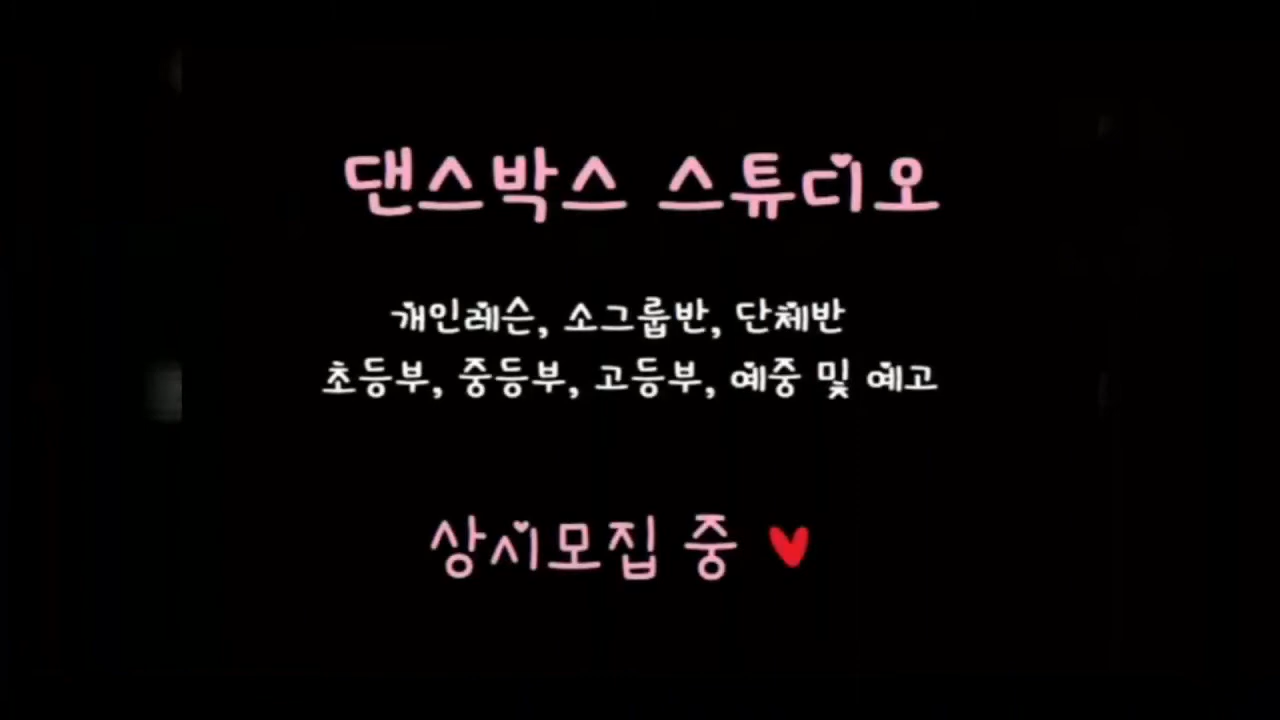 댄스박스 스튜디오
개인레슨, 소그룹반, 단체반
초등부, 중등부, 고등부, 예중 및 예고
상시모집 중 ♥